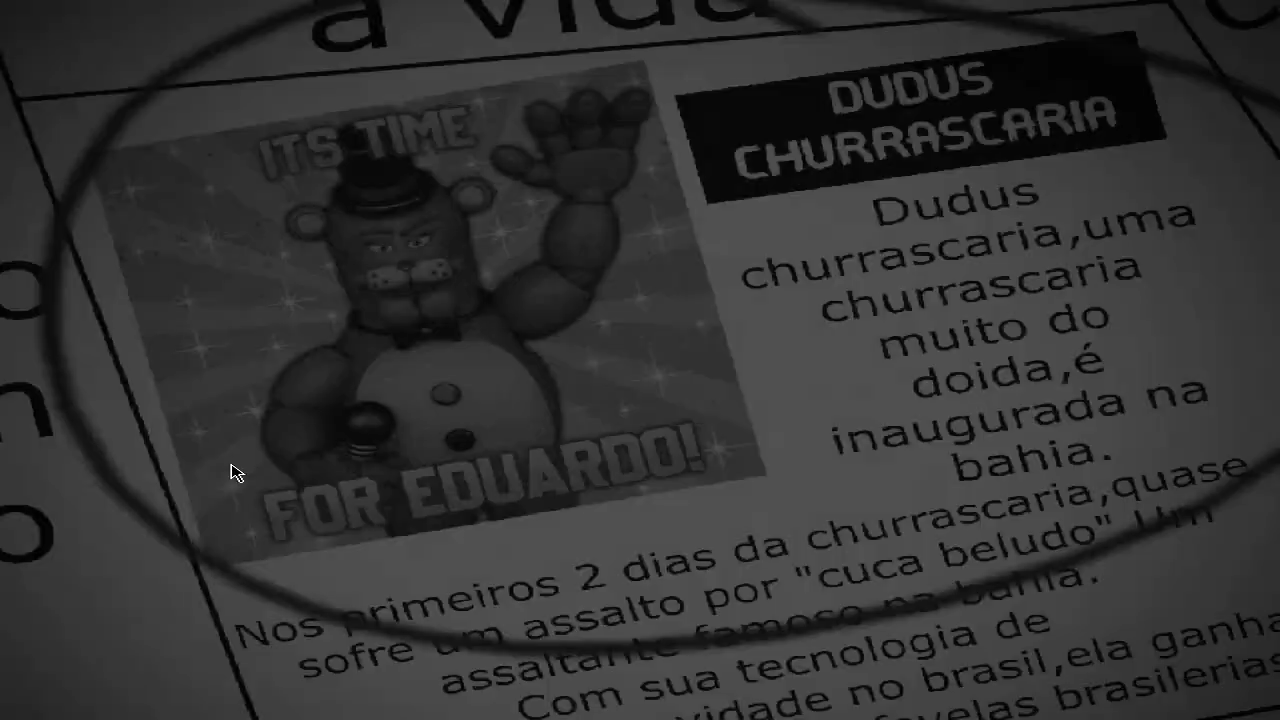 a vida
ITS TIME
FOR EDUARDO!
DUDUS
CHURRASCARIA
Dudus
churrascaria,uma
churrascaria
muito do
doida,é
inaugurada na
bahia.
Nos primeiros 2 dias da churrascaria,quase
sofre um assalto por "cuca beludo" Um
assaltante famoso na bahia.
Com sua tecnologia de
no brasil,ela ganha
brasilerias